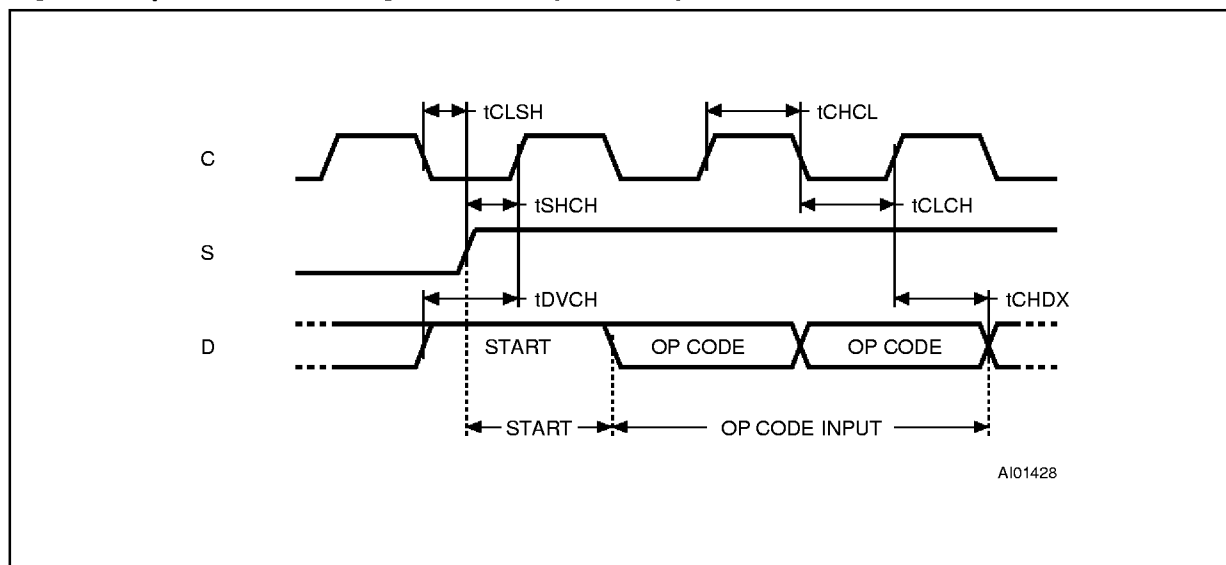 tCLSH
tCHCL
C
tSHCH
tCLCH
S
tDVCH
tCHDX
D
START
OP CODE
OP CODE
START
OP CODE INPUT
AI01428